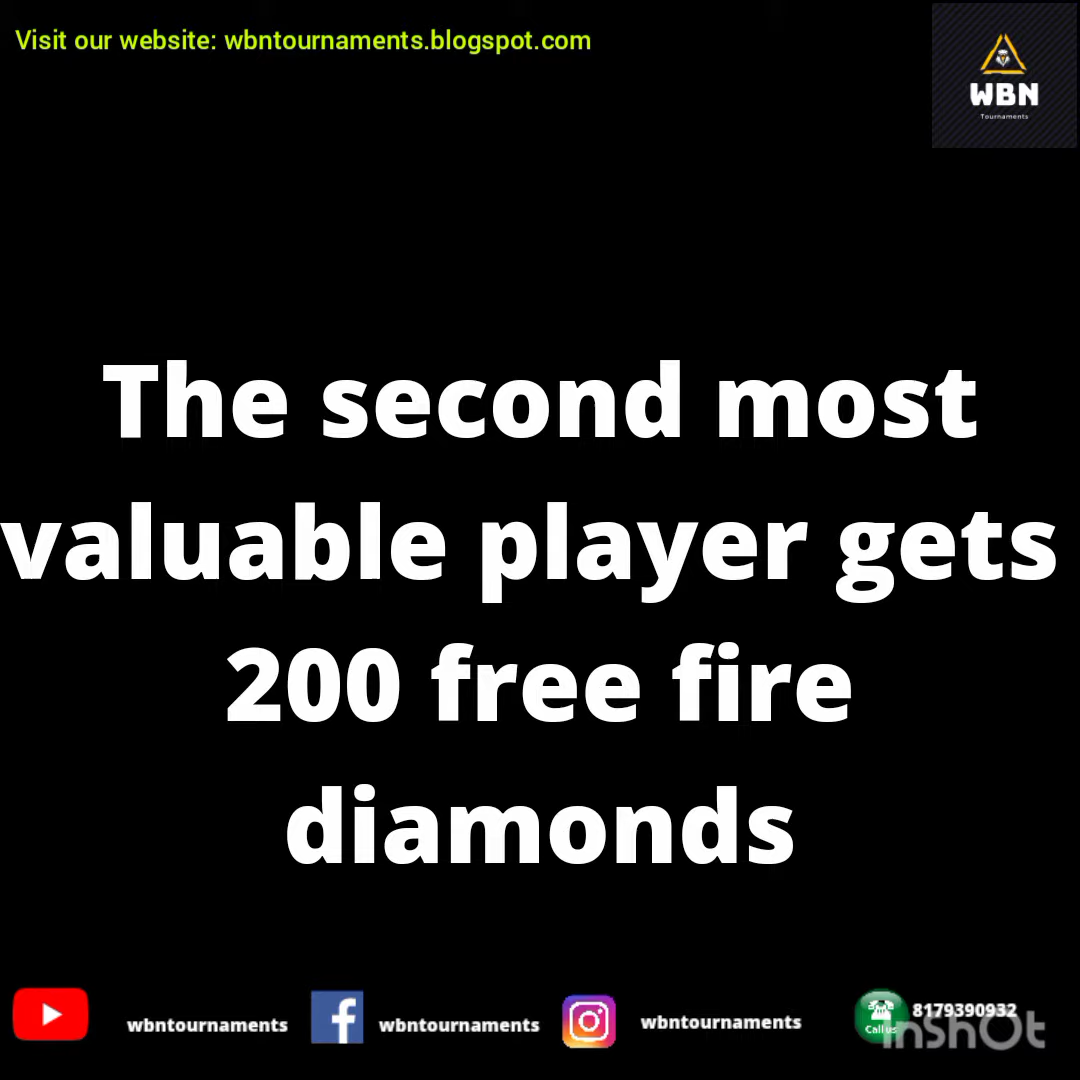 Visit our website: wbntournaments.blogspot.com
WBN
Tournaments
The second most
valuable player gets
200 free fire
diamonds
wbntournaments
f
wbntournaments
wbntournaments
Call us
8179390932
InShOt